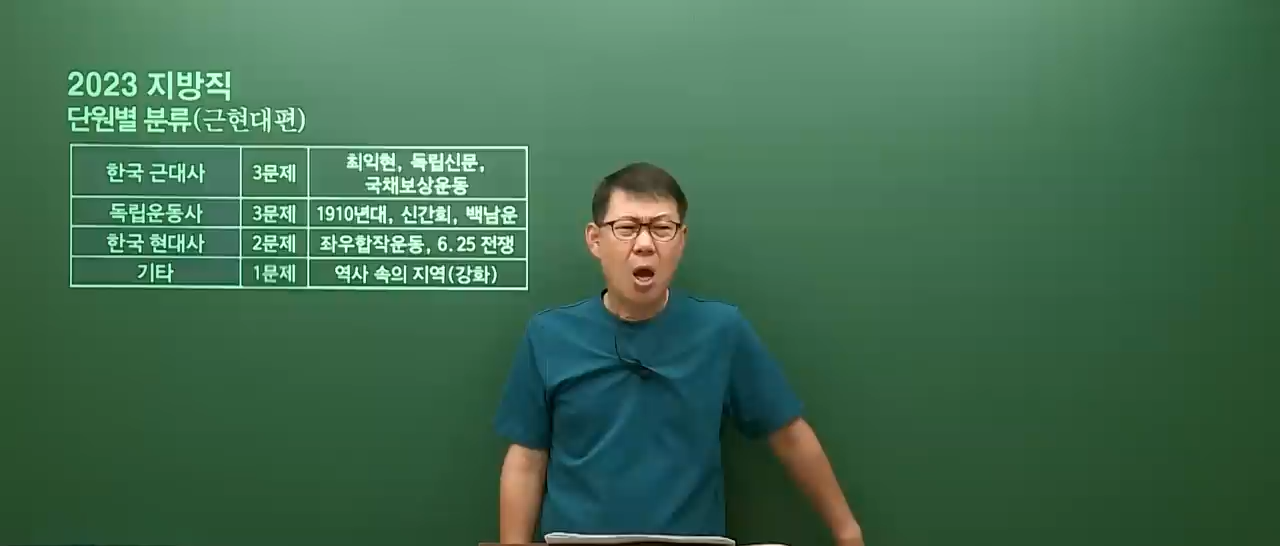 2023 지방직
단원별 분류(근현대편)
한국 근대사 3문제 최익현, 독립신문,
국채보상운동
독립운동사 3문제 1910년대, 신간회, 백남운
한국 현대사 2문제 좌우합작운동, 6.25 전쟁
기타 1문제 역사 속의 지역(강화)